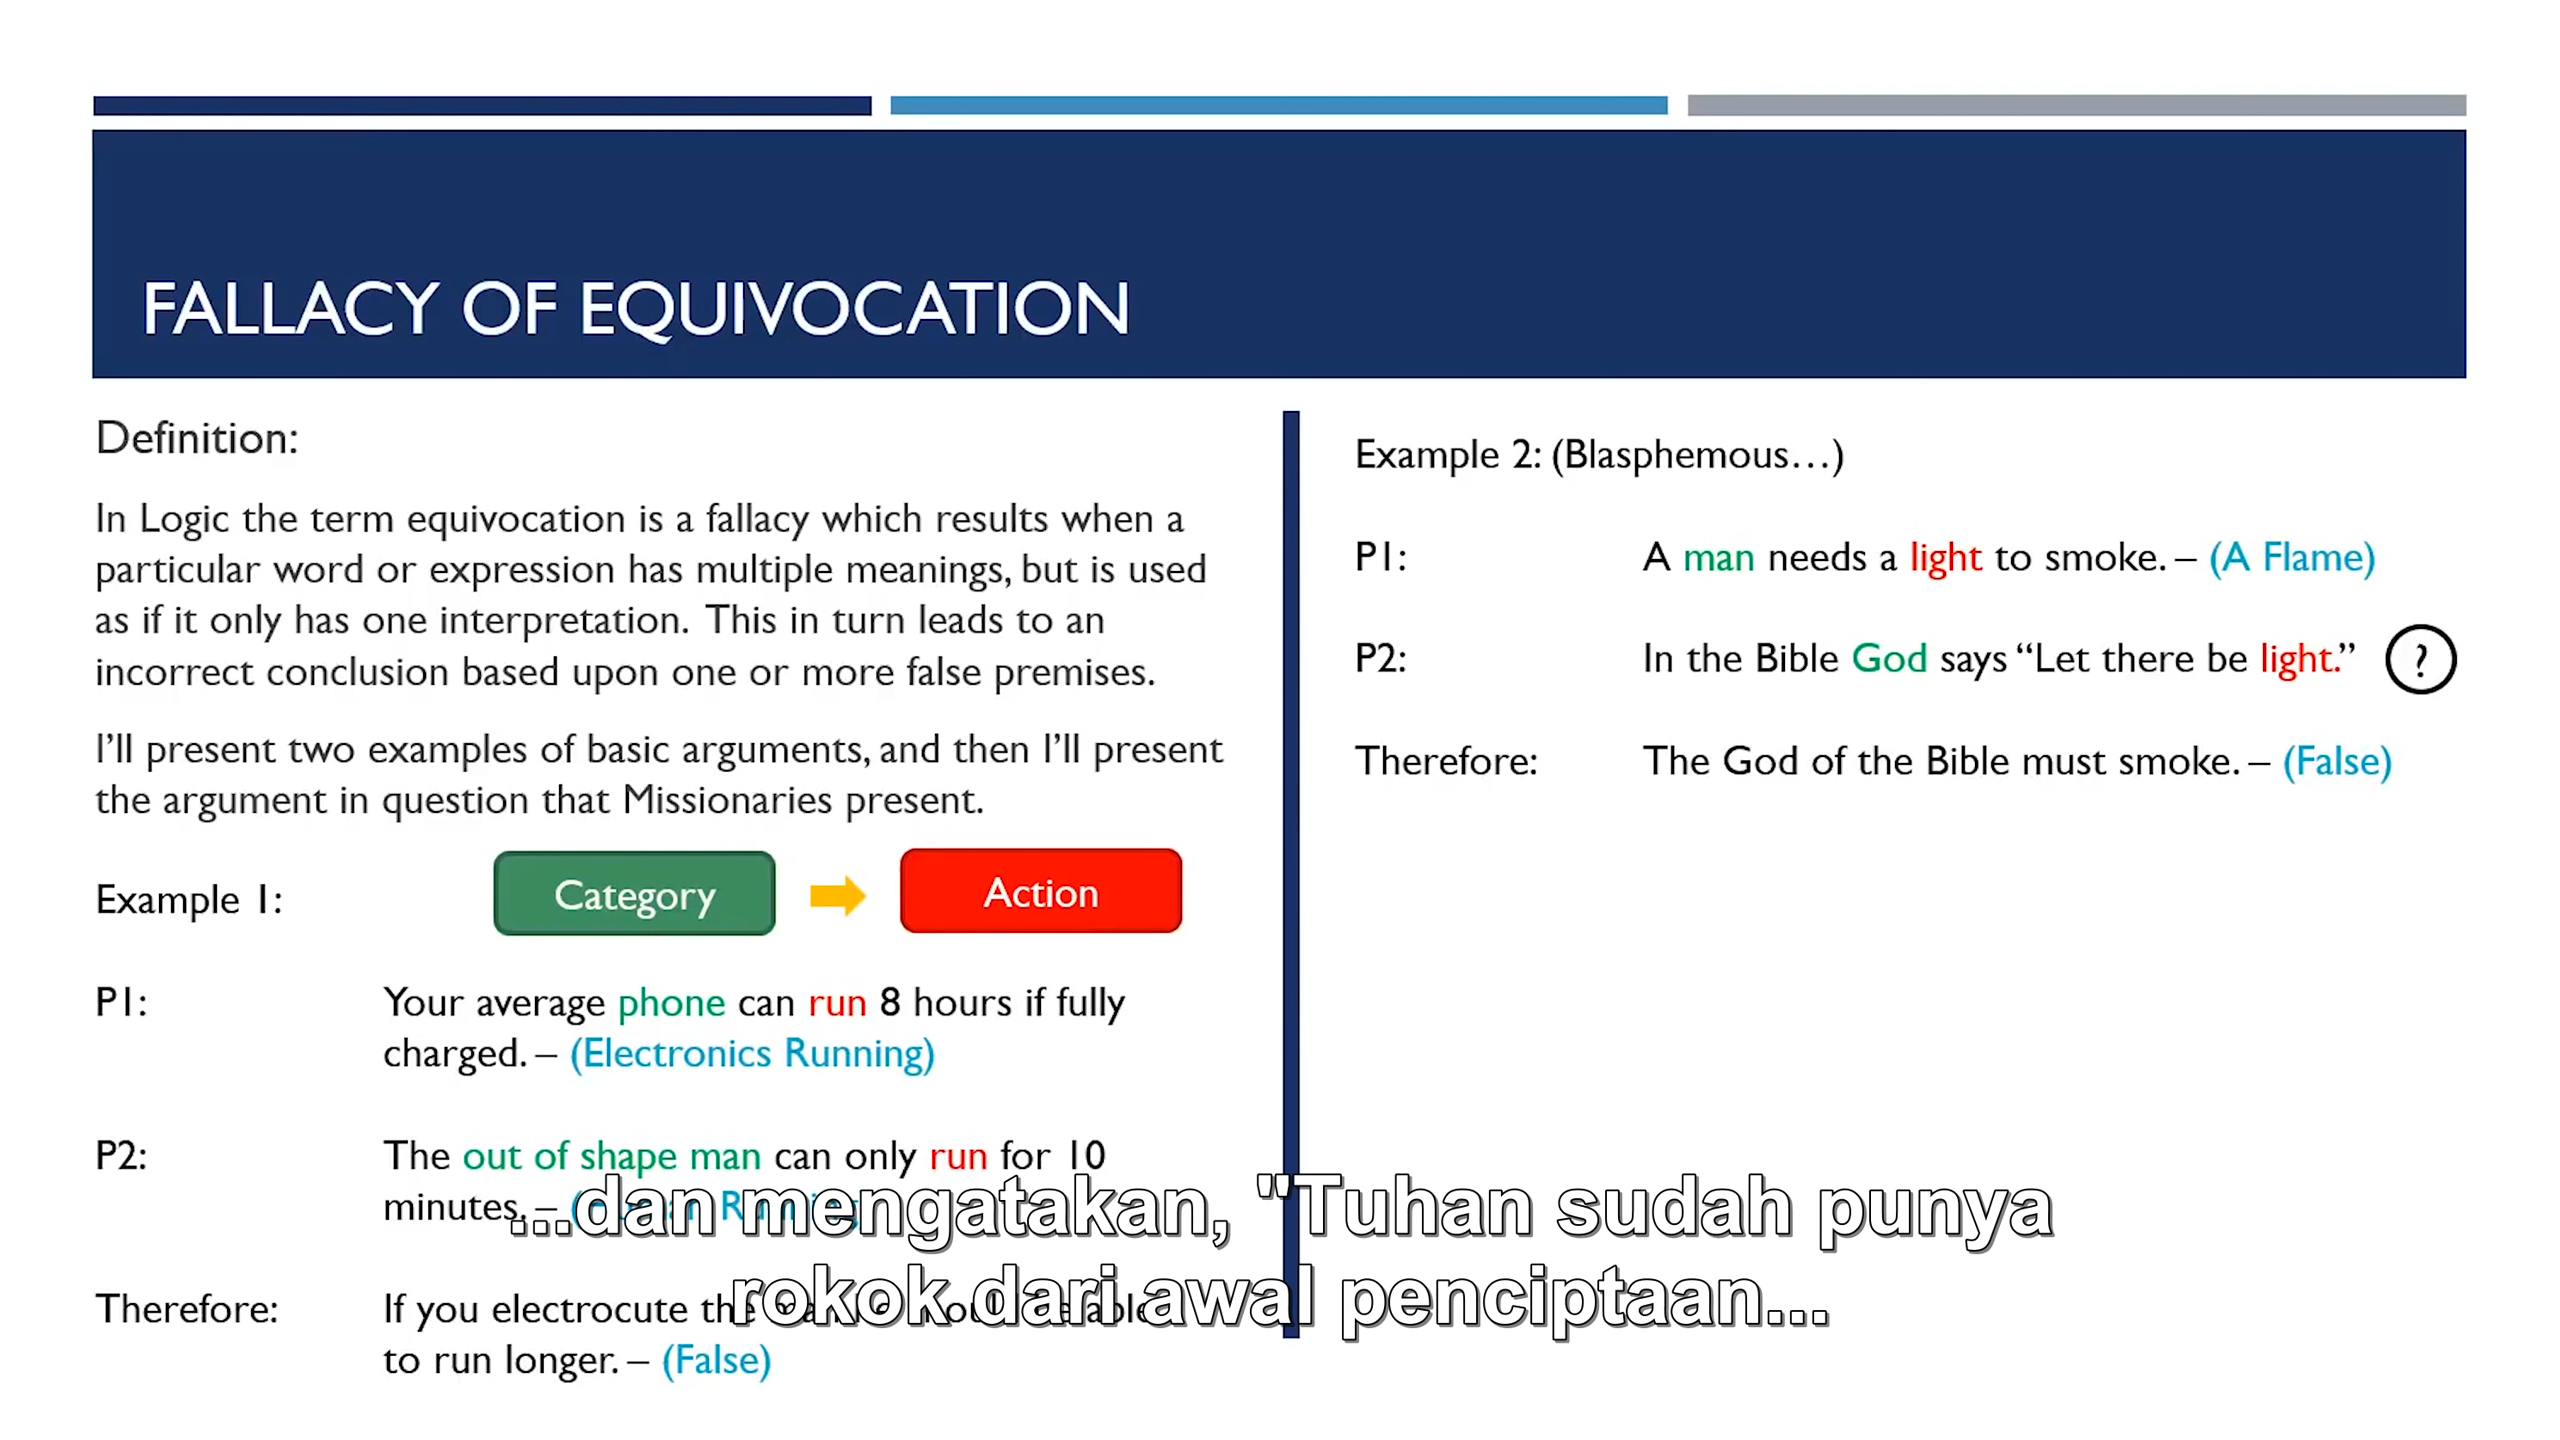 FALLACY OF EQUIVOCATION
Definition:
In Logic the term equivocation is a fallacy which results when a
particular word or expression has multiple meanings, but is used
as if it only has one interpretation. This in turn leads to an
incorrect conclusion based upon one or more false premises.
I'll present two examples of basic arguments, and then I'll present
the argument in question that Missionaries present.
Example 1:
Category
Action
P1:
Your average phone can run 8 hours if fully
charged. – (Electronics Running)
P2:
The out of shape man can only run for 10
minutes. –
Therefore:
If you electrocute the
to run longer. – (False)
Example 2: (Blasphemous…)
P1:
A man needs a light to smoke. – (A Flame)
P2:
In the Bible God says “Let there be light.” ?
Therefore:
The God of the Bible must smoke. – (False)
...dan mengatakan, "Tuhan sudah punya
rokok dari awal penciptaan...